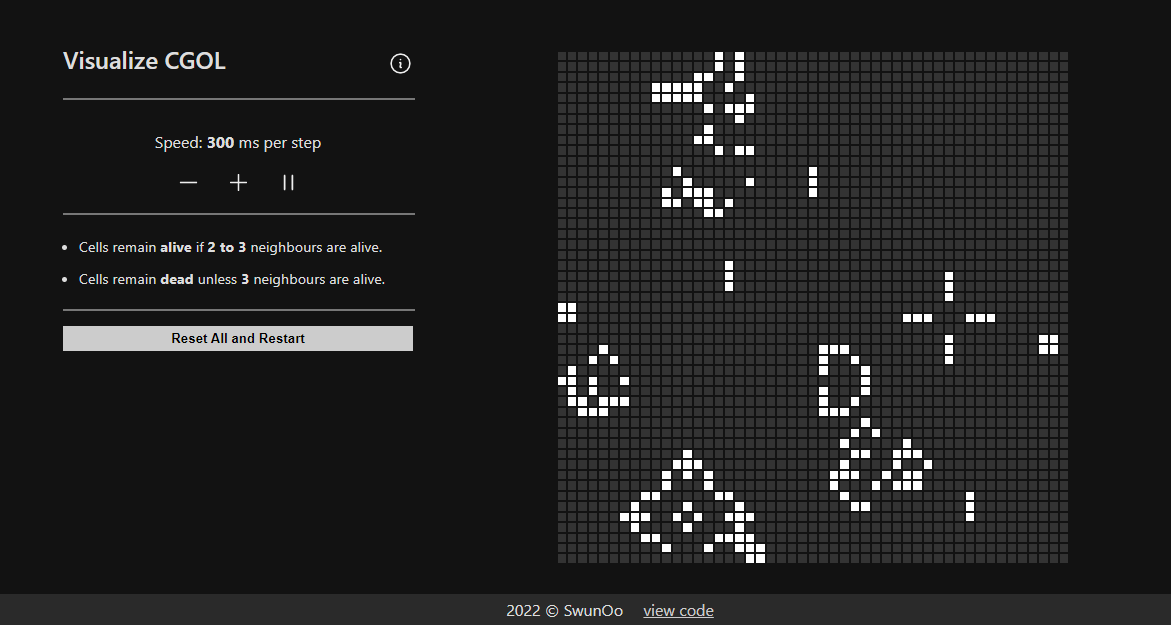 Visualize CGOL
Speed: 300 ms per step
Cells remain alive if 2 to 3 neighbours are alive.
Cells remain dead unless 3 neighbours are alive.
Reset All and Restart
2022 © SwunOo view code